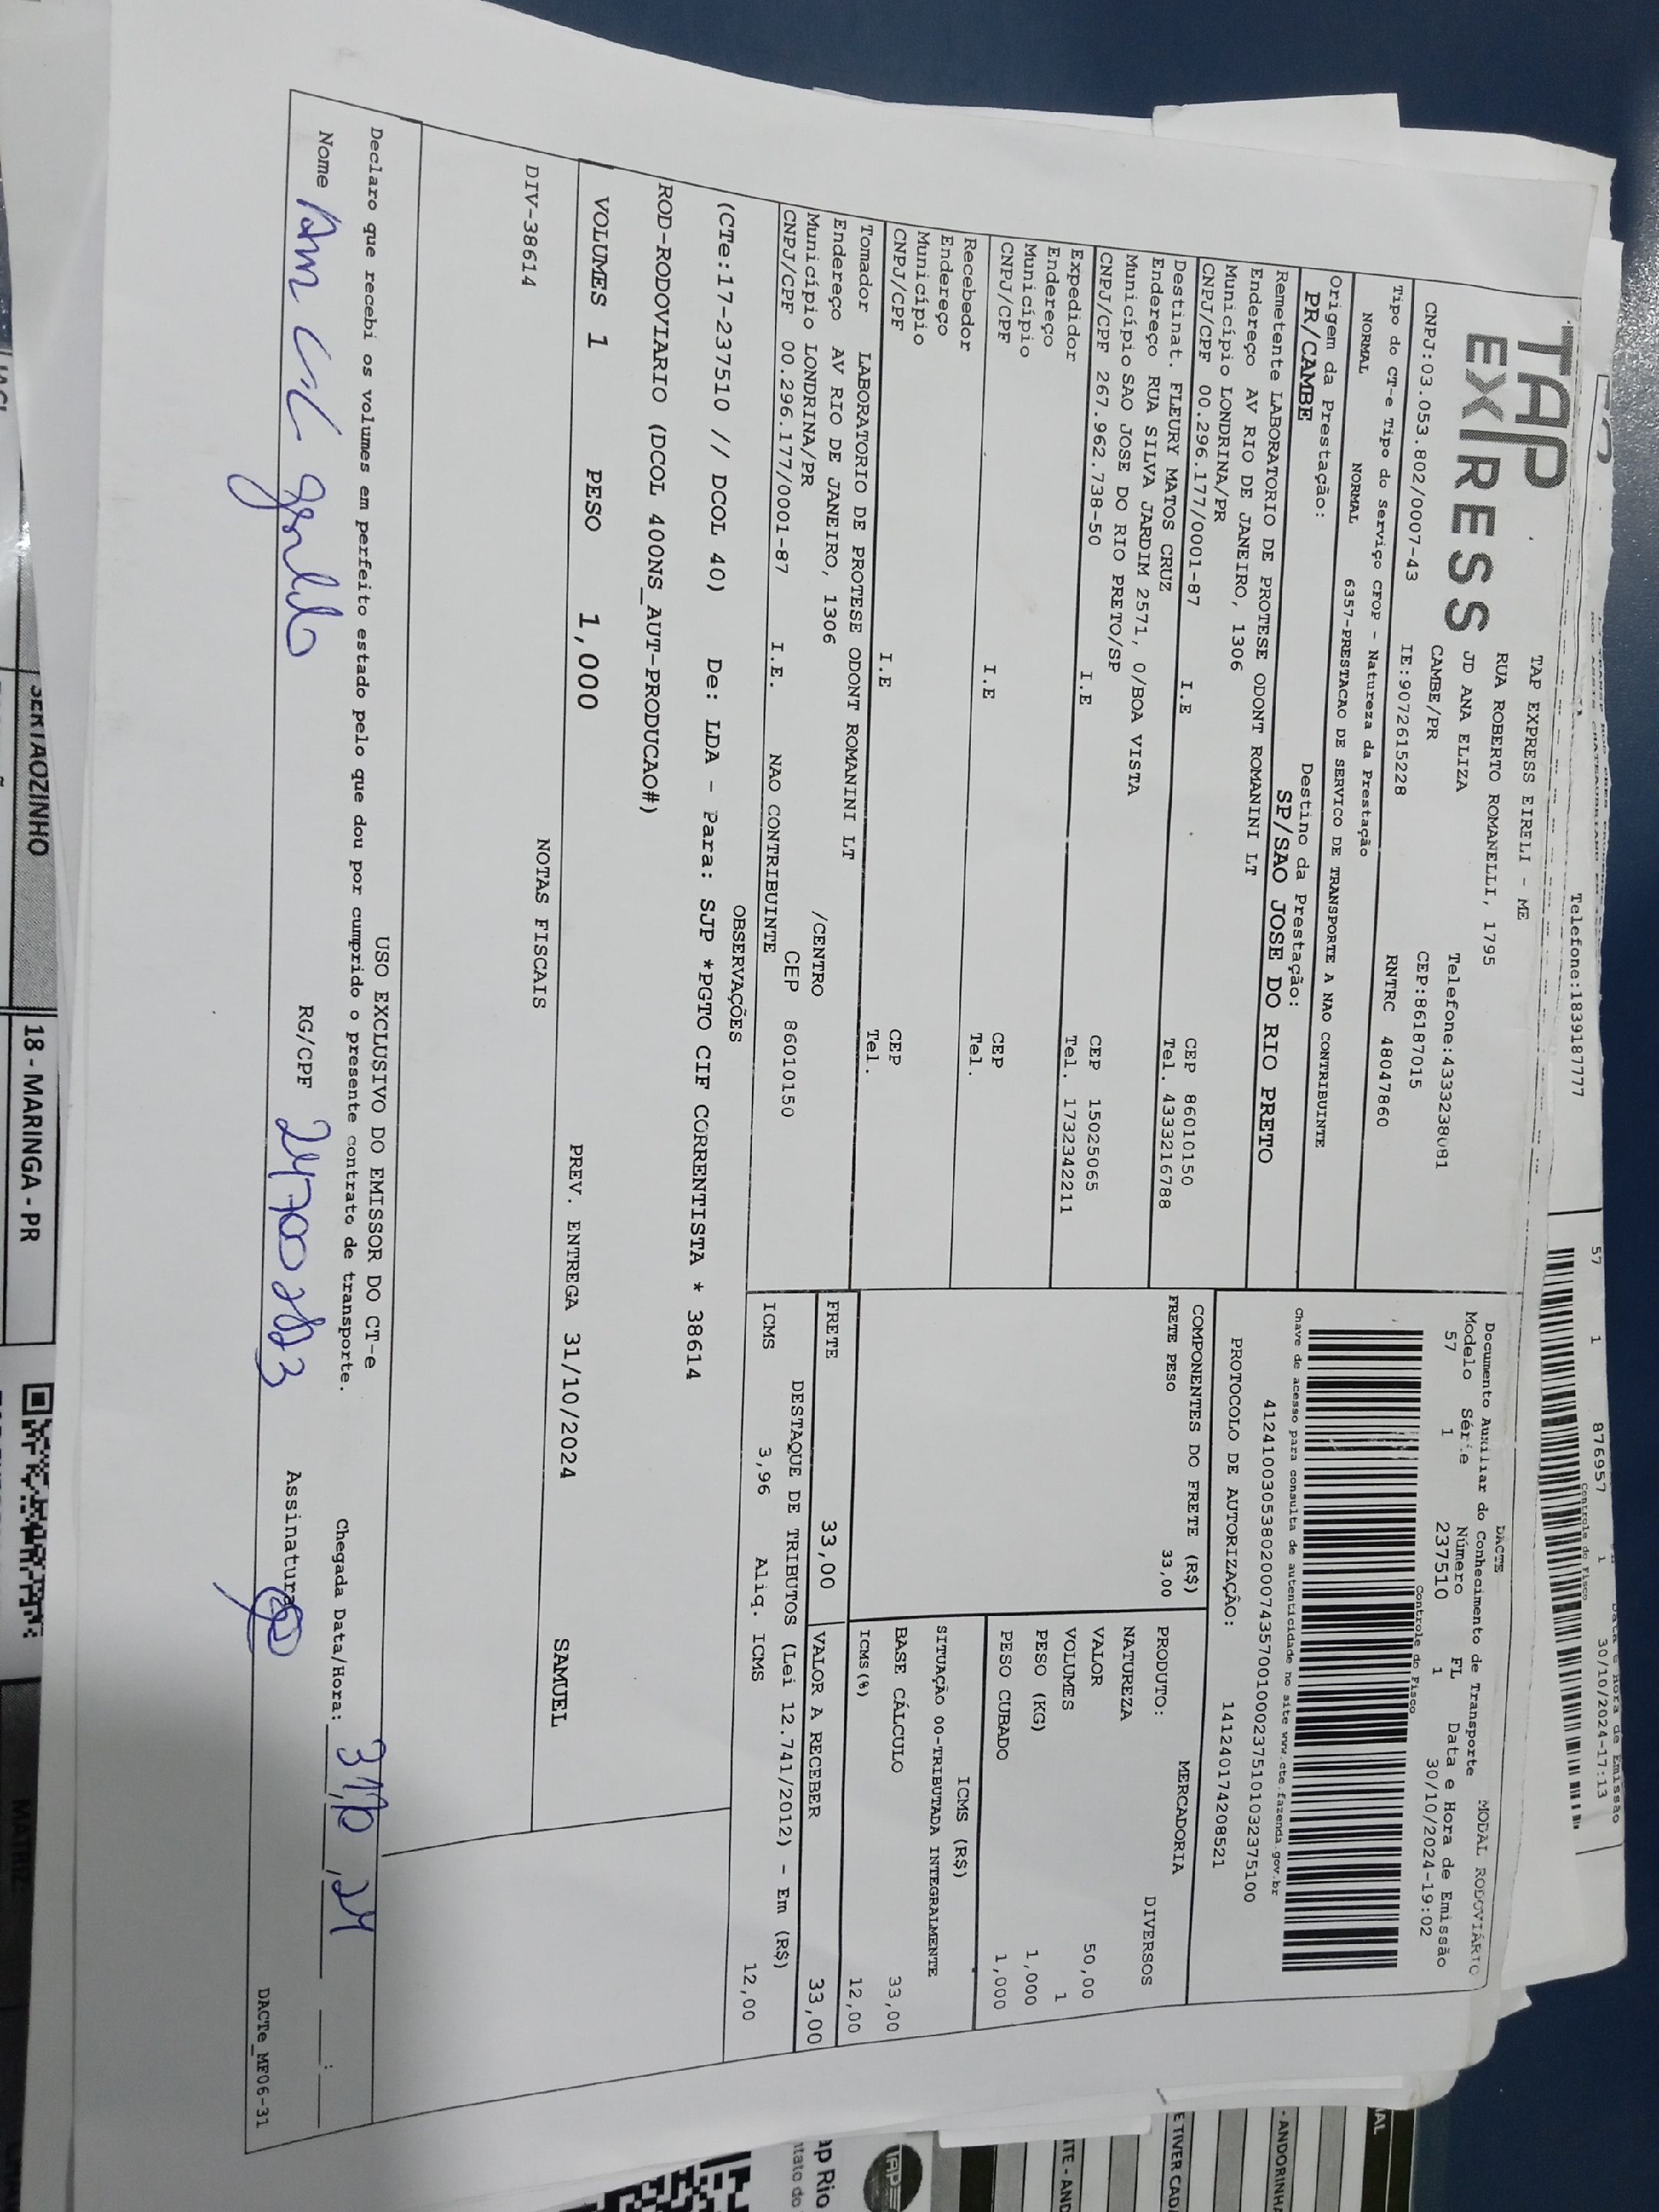 Telefone:1839187777
57 1 876957 1 30/10/2024-17:13
Controle do Fisco
TAP EXPRESS
TAP EXPRESS EIRELI - ME
RUA ROBERTO ROMANELLI, 1795
JD ANA ELIZA
Telefone:4333238081
CAMBE/PR
CEP:86187015
CNPJ:03.053.802/0007-43
IE:9072615228
RNTRC 48047860
DACTE
MODAL RODOVIÁRIO
Documento Auxiliar do Conhecimento de Transporte
Modelo Série Número FL Data e Hora de Emissão
57 1 237510 1 30/10/2024-19:02
Controle do Fisco
Tipo do CT-e Tipo do Serviço CFOP - Natureza da Prestação
NORMAL NORMAL 6357-PRESTACAO DE SERVICO DE TRANSPORTE A NAO CONTRIBUINTE
Chave de acesso para consulta de autenticidade no site www.cte.fazenda.gov.br
41241003053802000743570010002375101032375100
PROTOCOLO DE AUTORIZAÇÃO: 141240174208521
Origem da Prestação: Destino da Prestação:
PR/CAMBE SP/SAO JOSE DO RIO PRETO
Remetente LABORATORIO DE PROTESE ODONT ROMANINI LT
Endereço AV RIO DE JANEIRO, 1306
Município LONDRINA/PR CEP 86010150
CNPJ/CPF 00.296.177/0001-87 I.E Tel. 4333216788
Destinat. FLEURY MATOS CRUZ
Endereço RUA SILVA JARDIM 2571, 0/BOA VISTA
Município SAO JOSE DO RIO PRETO/SP CEP 15025065
CNPJ/CPF 267.962.738-50 I.E Tel. 1732342211
Expedidor
Endereço
Município CEP
CNPJ/CPF I.E Tel.
Recebedor
Endereço
Município CEP
CNPJ/CPF I.E Tel.
Tomador LABORATORIO DE PROTESE ODONT ROMANINI LT
Endereço AV RIO DE JANEIRO, 1306 /CENTRO
Município LONDRINA/PR CEP 86010150
CNPJ/CPF 00.296.177/0001-87 I.E. NAO CONTRIBUINTE
COMPONENTES DO FRETE (R$)
FRETE PESO 33,00
PRODUTO: MERCADORIA
NATUREZA DIVERSOS
VALOR 50,00
VOLUMES 1
PESO (KG) 1,000
PESO CUBADO 1,000
ICMS (R$)
SITUAÇÃO 00-TRIBUTADA INTEGRALMENTE
BASE CÁLCULO 33,00
ICMS(%) 12,00
FRETE 33,00 VALOR A RECEBER 33,00
DESTAQUE DE TRIBUTOS (Lei 12.741/2012) - Em (R$)
ICMS 3,96 Aliq. ICMS 12,00
OBSERVAÇÕES
(CTe:17-237510 // DCOL 40) De: LDA - Para: SJP *PGTO CIF CORRENTISTA * 38614
ROD-RODOVIARIO (DCOL 400NS_AUT-PRODUCAO#)
VOLUMES 1 PESO 1,000 PREV. ENTREGA 31/10/2024 SAMUEL
NOTAS FISCAIS
DIV-38614
USO EXCLUSIVO DO EMISSOR DO CT-e
Declaro que recebi os volumes em perfeito estado pelo que dou por cumprido o presente contrato de transporte.
Chegada Data/Hora: 31,10,24
Nome RG/CPF Assinatura
DACTe_MF06-31
SERTAOZINHO
18 - MARINGA - PR